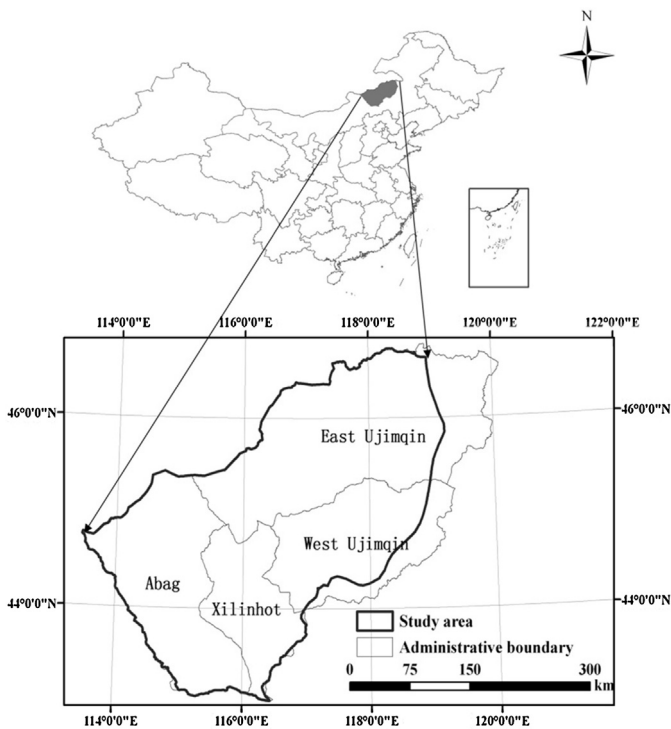 N
114°0'0"E 116°0'0"E 118°0'0"E 120°0'0"E 122°0'0"E
46°0'0"N 46°0'0"N
East Ujimqin
West Ujimqin
Abag
Xilinhot
44°0'0"N 44°0'0"N
Study area
Administrative boundary
0 75 150 300
km
114°0'0"E 116°0'0"E 118°0'0"E 120°0'0"E